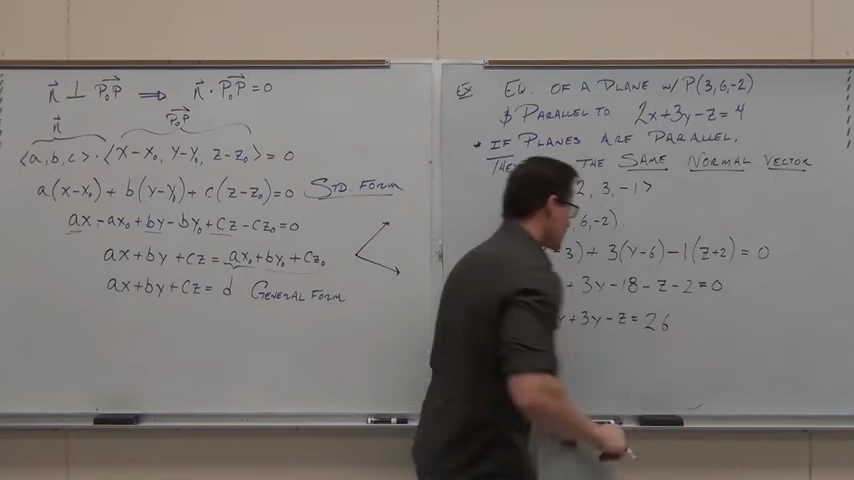 n⃗ ⊥ P₀P⃗ ⟹ n⃗ · P₀P⃗ = 0
n⃗ P₀P⃗
<a, b, c> · <x-x₀, y-y₀, z-z₀> = 0
a(x-x₀) + b(y-y₀) + c(z-z₀) = 0 STD. FORM
ax - ax₀ + by - by₀ + cz - cz₀ = 0
ax + by + cz = ax₀ + by₀ + cz₀
ax + by + cz = d GENERAL FORM
Ex EQ. OF A PLANE W/ P(3, 6, -2)
$ PARALLEL TO 2x+3y-z=4
• IF PLANES ARE PARALLEL,
THE SAME NORMAL VECTOR
2, 3, -1>
6, -2)
3) + 3(y-6) - 1(z+2) = 0
+ 3y - 18 - z - 2 = 0
+ 3y - z = 26